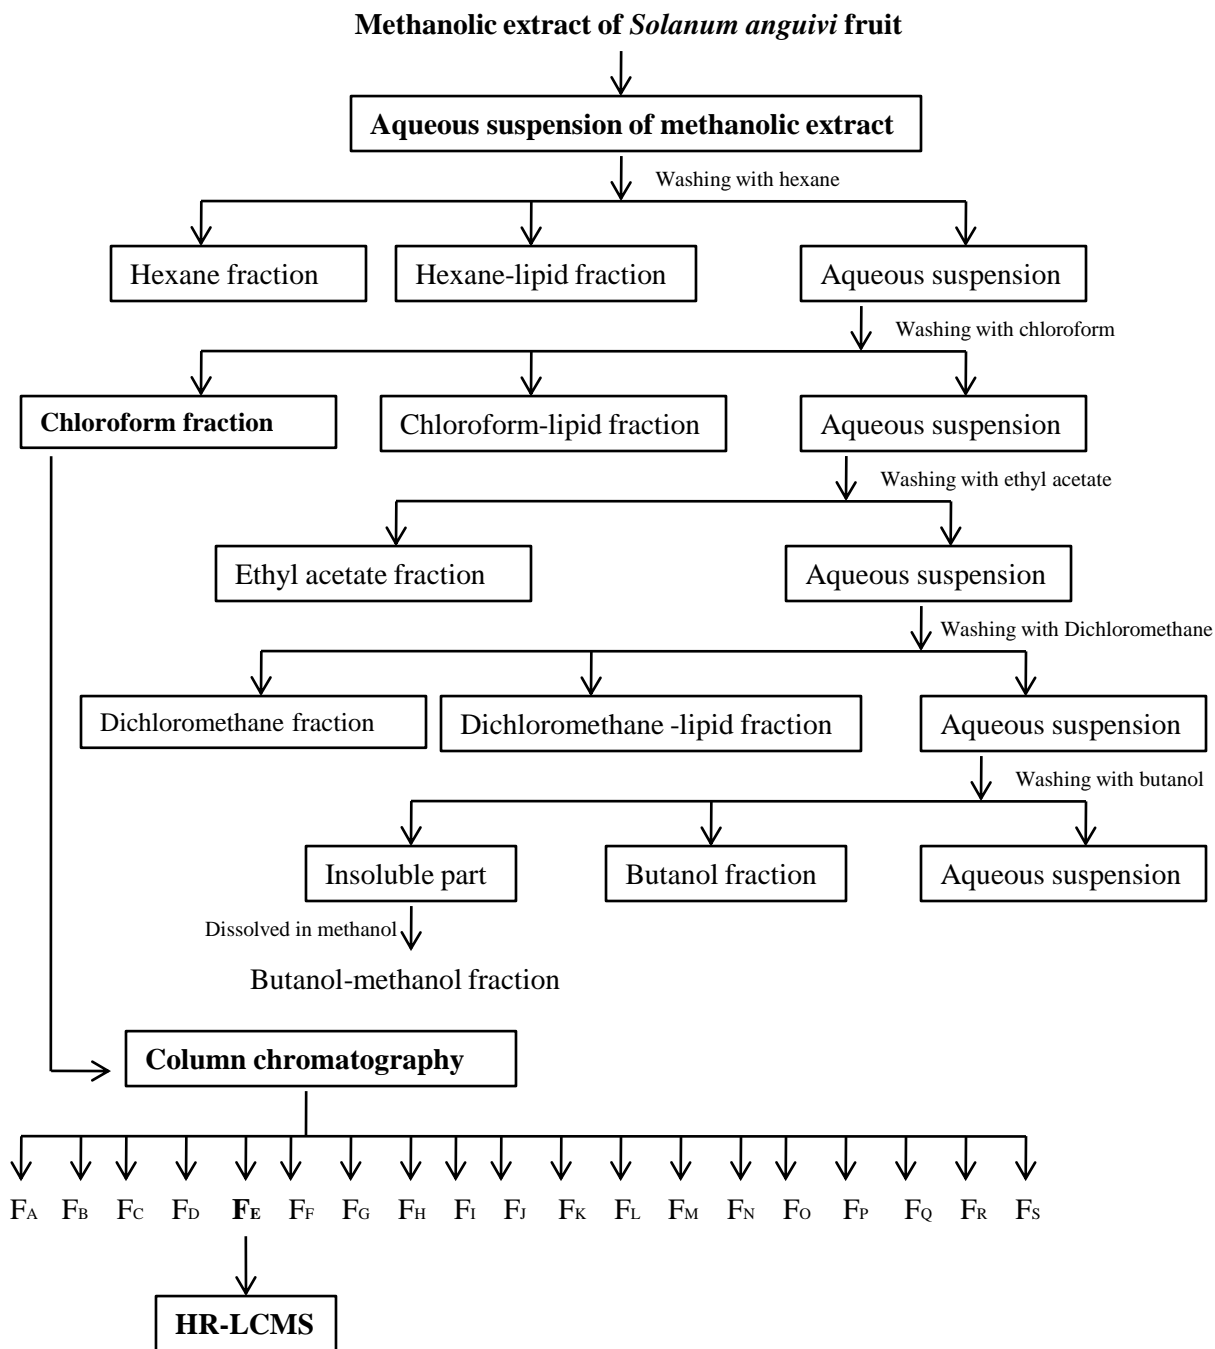 Methanolic extract of Solanum anguivi fruit
Aqueous suspension of methanolic extract
Washing with hexane
Hexane fraction
Hexane-lipid fraction
Aqueous suspension
Washing with chloroform
Chloroform fraction
Chloroform-lipid fraction
Aqueous suspension
Washing with ethyl acetate
Ethyl acetate fraction
Aqueous suspension
Washing with Dichloromethane
Dichloromethane fraction
Dichloromethane -lipid fraction
Aqueous suspension
Washing with butanol
Insoluble part
Butanol fraction
Aqueous suspension
Dissolved in methanol
Butanol-methanol fraction
Column chromatography
FA FB FC FD FE FF FG FH FI FJ FK FL FM FN FO FP FQ FR FS
HR-LCMS